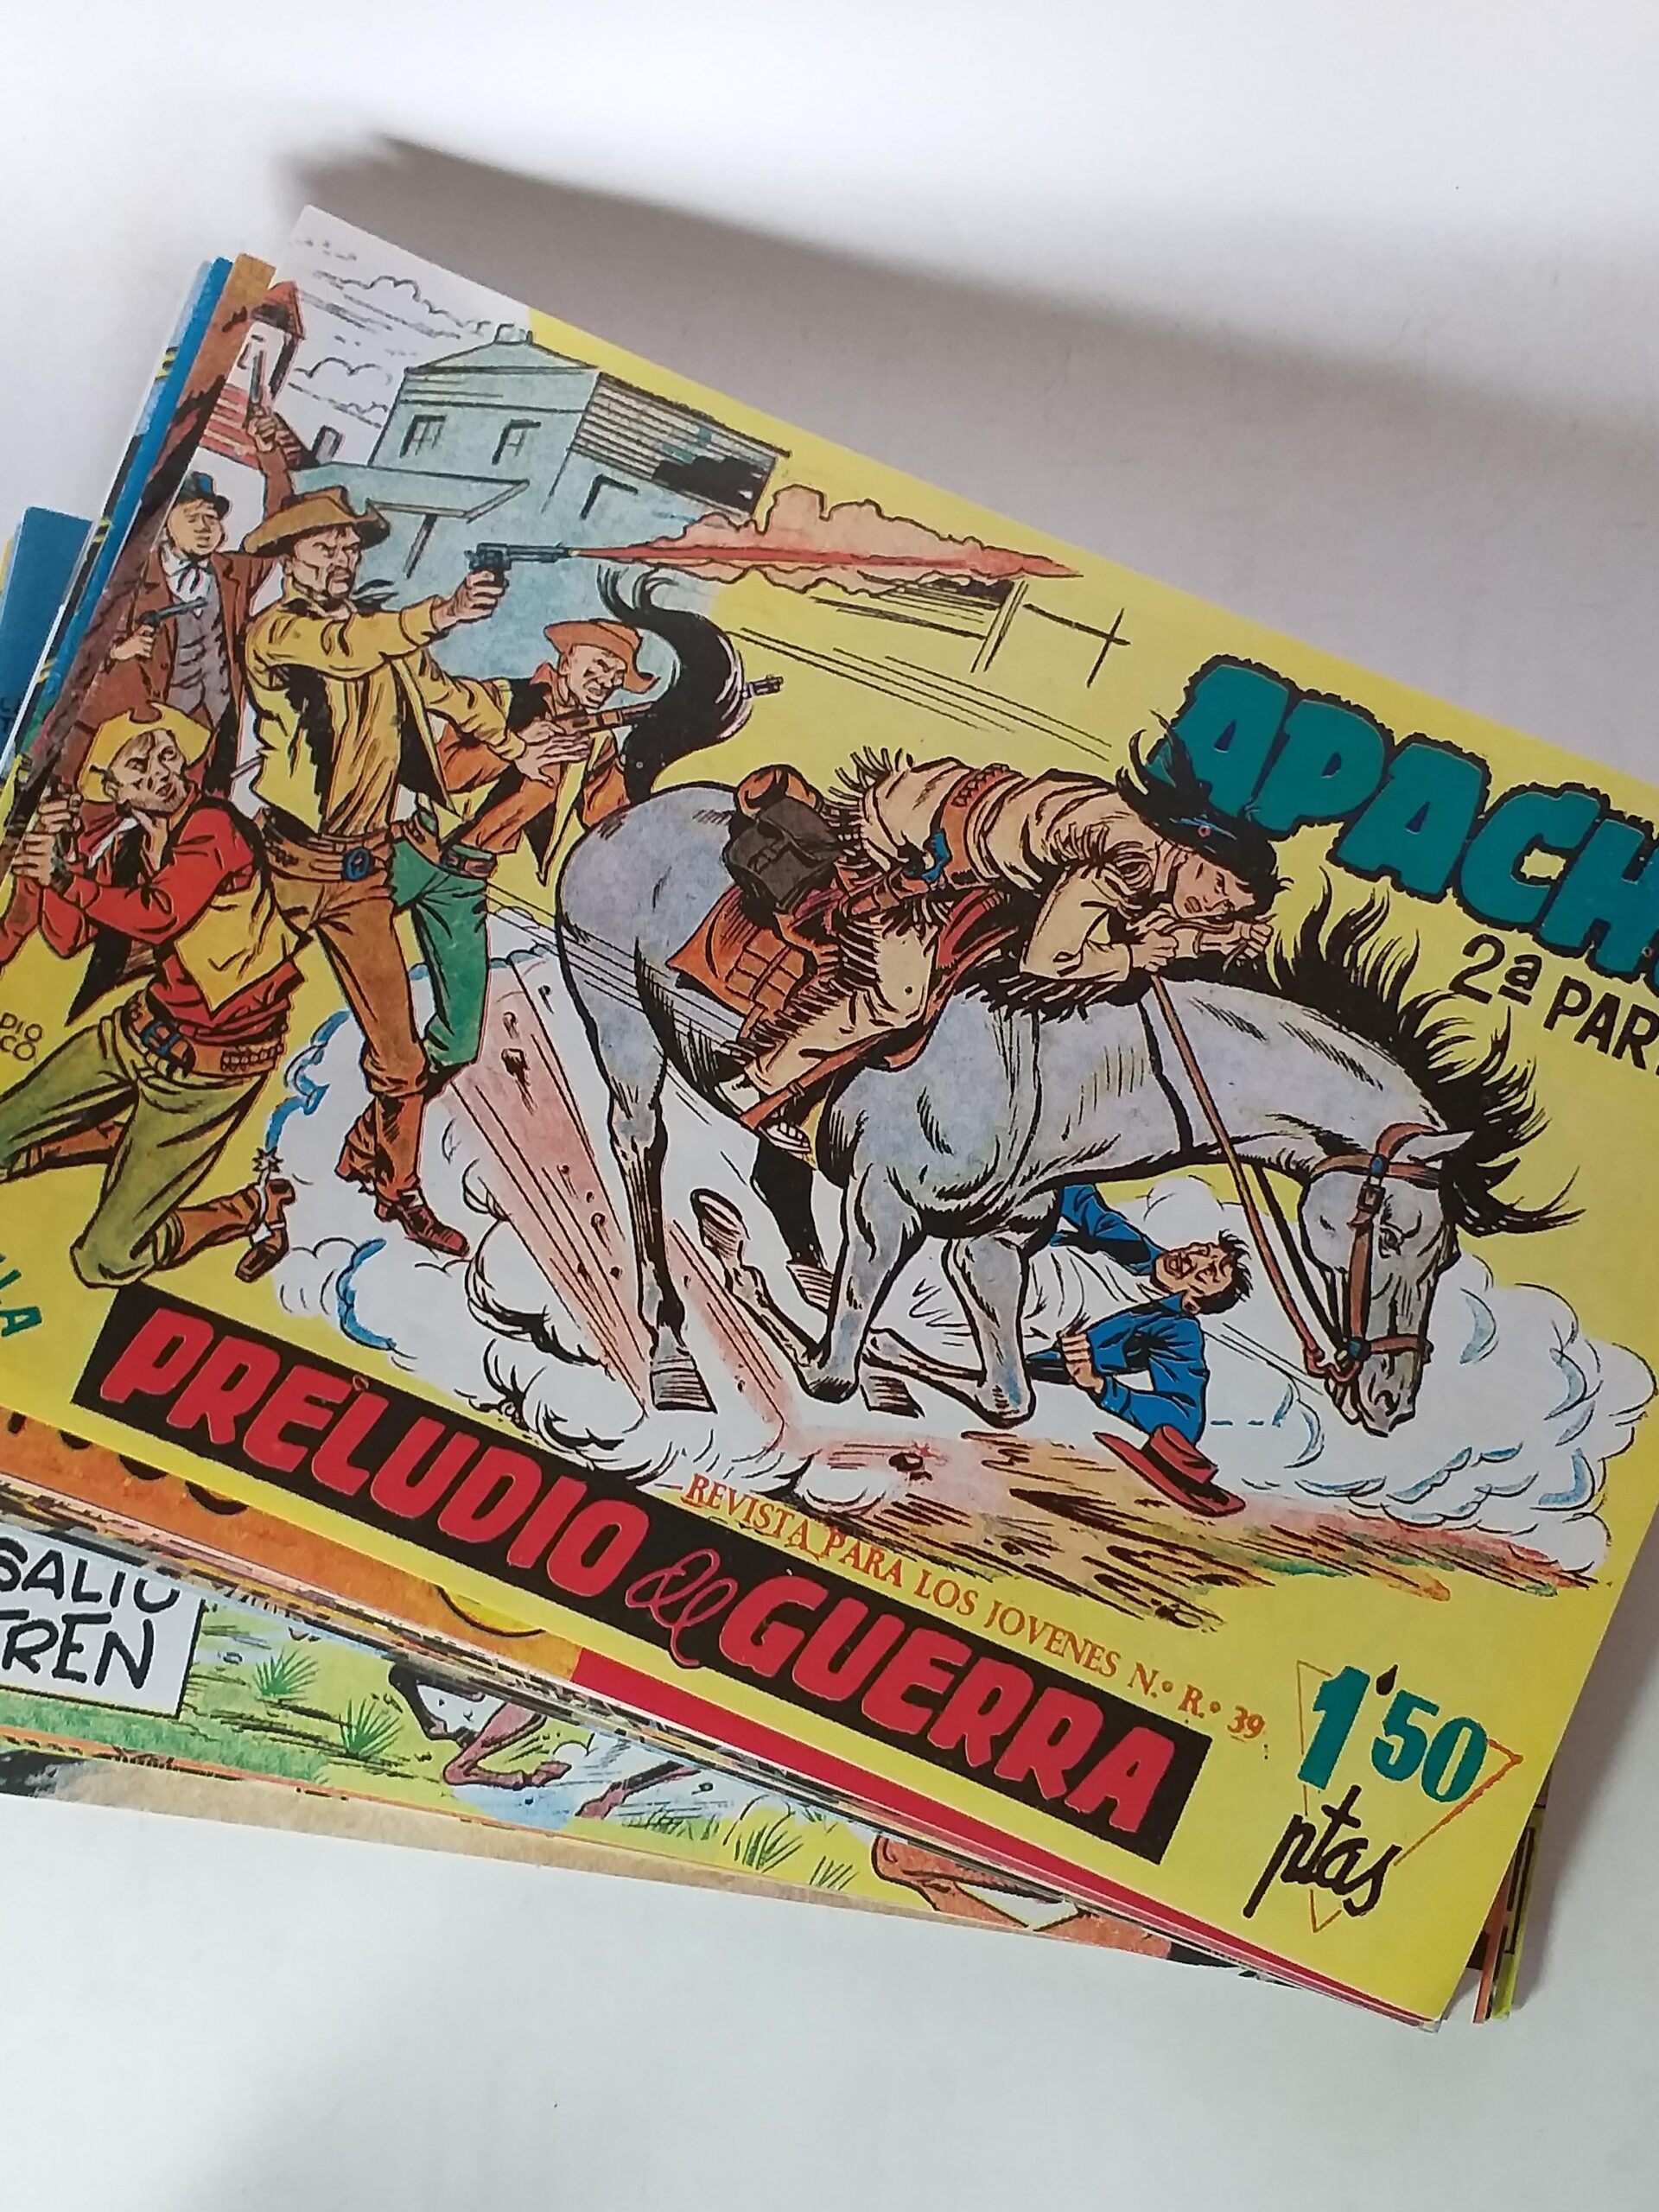 APACH
2ª PAR
PRELUDIO de GUERRA
REVISTA PARA LOS JOVENES N.º R.º 39
1'50
ptas
TREN